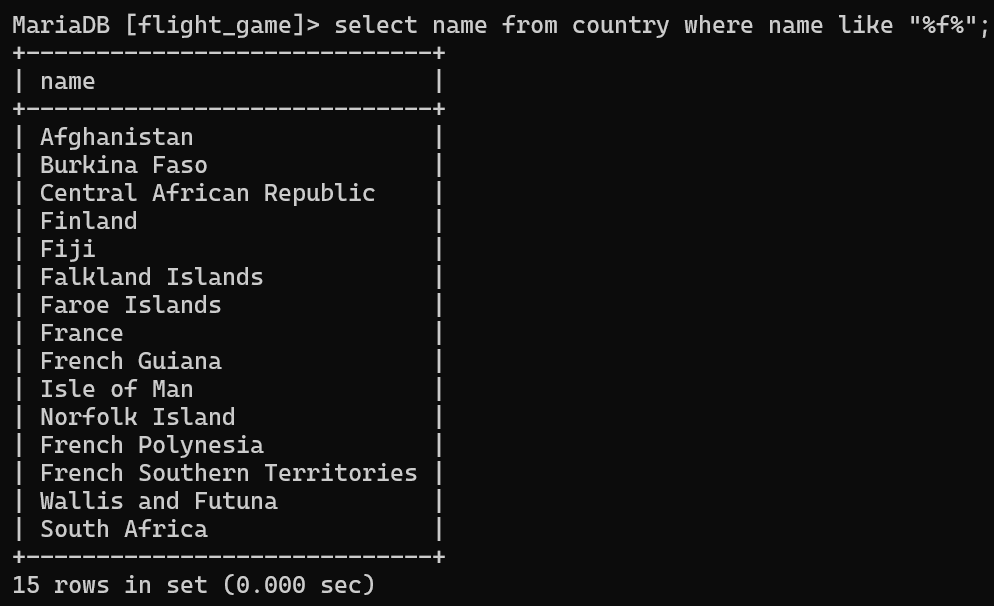 MariaDB [flight_game]> select name from country where name like "%f%";
+-----------------------------+
| name                        |
+-----------------------------+
| Afghanistan                 |
| Burkina Faso                |
| Central African Republic    |
| Finland                     |
| Fiji                        |
| Falkland Islands            |
| Faroe Islands               |
| France                      |
| French Guiana               |
| Isle of Man                 |
| Norfolk Island              |
| French Polynesia            |
| French Southern Territories |
| Wallis and Futuna           |
| South Africa                |
+-----------------------------+
15 rows in set (0.000 sec)